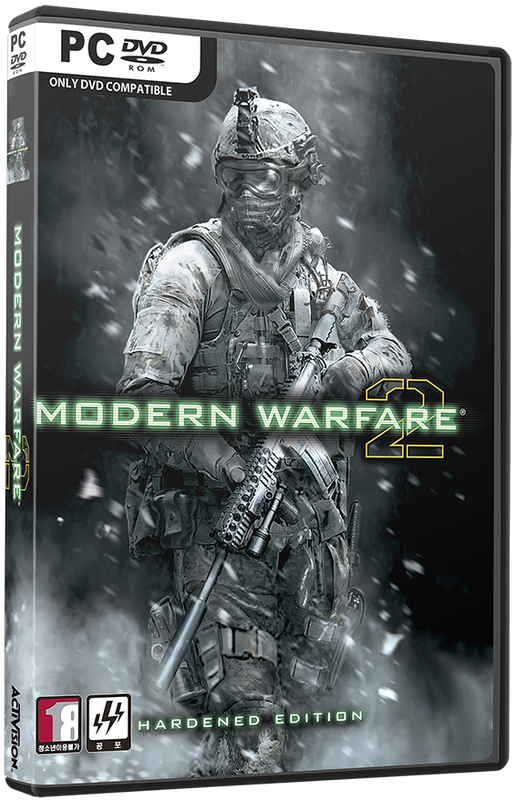 PC DVD
ROM
ONLY DVD COMPATIBLE
MODERN WARFARE® 2
MODERN WARFARE® 2
HARDENED EDITION
18
청소년이용불가
공포
ACTIVISION